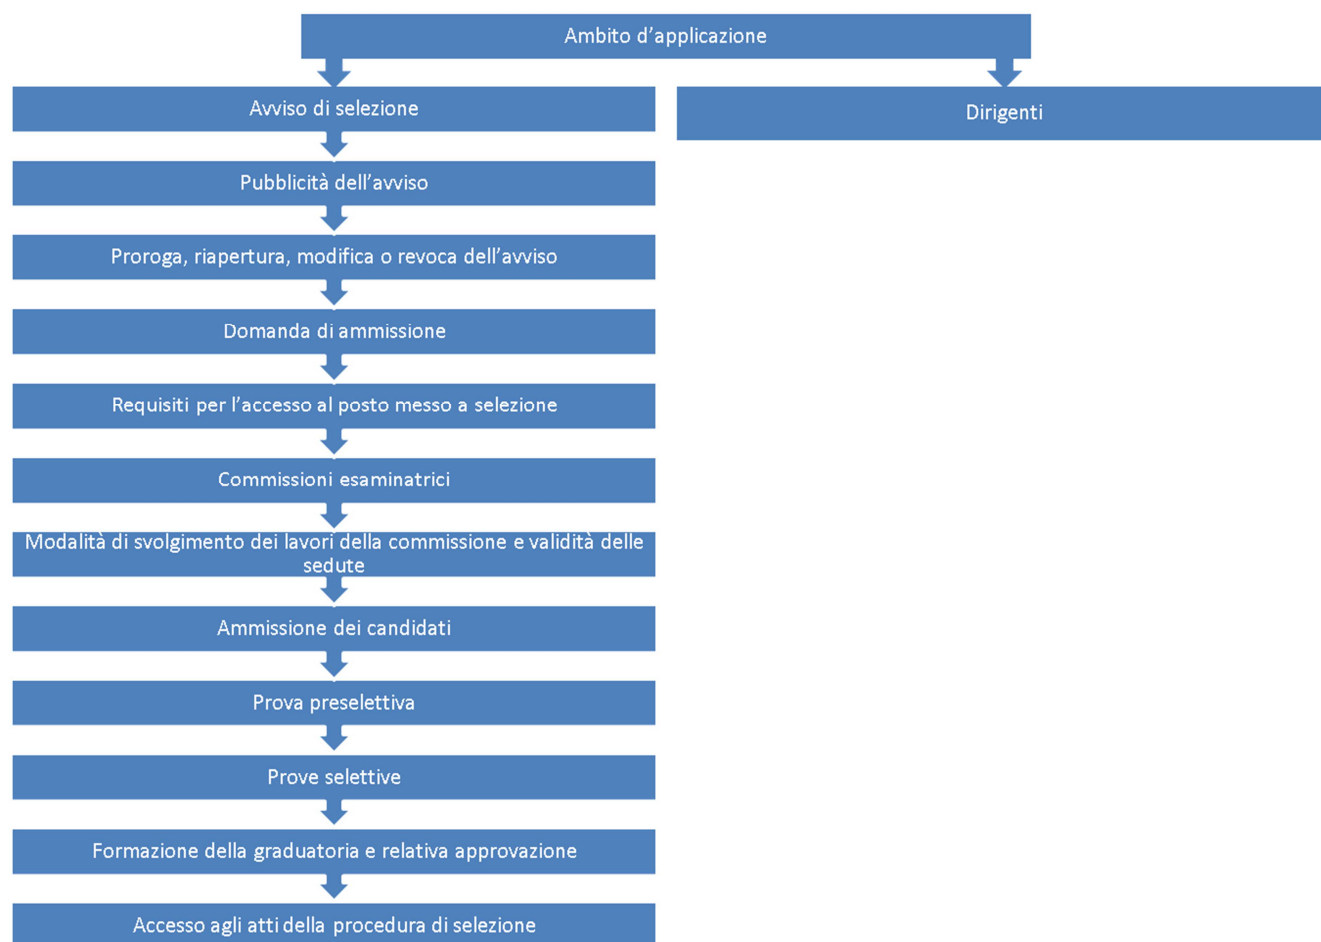 Ambito d’applicazione
Avviso di selezione
Dirigenti
Pubblicità dell’avviso
Proroga, riapertura, modifica o revoca dell’avviso
Domanda di ammissione
Requisiti per l’accesso al posto messo a selezione
Commissioni esaminatrici
Modalità di svolgimento dei lavori della commissione e validità delle
sedute
Ammissione dei candidati
Prova preselettiva
Prove selettive
Formazione della graduatoria e relativa approvazione
Accesso agli atti della procedura di selezione